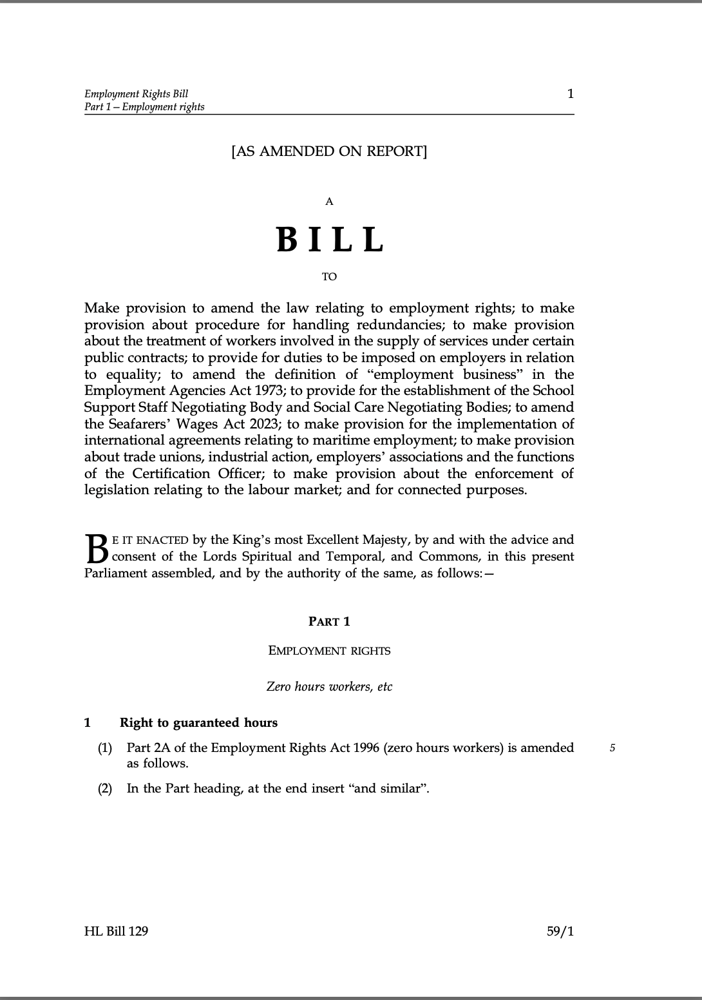 Employment Rights Bill 1
Part 1—Employment rights
[AS AMENDED ON REPORT]
A
BILL
TO
Make provision to amend the law relating to employment rights; to make
provision about procedure for handling redundancies; to make provision
about the treatment of workers involved in the supply of services under certain
public contracts; to provide for duties to be imposed on employers in relation
to equality; to amend the definition of “employment business” in the
Employment Agencies Act 1973; to provide for the establishment of the School
Support Staff Negotiating Body and Social Care Negotiating Bodies; to amend
the Seafarers’ Wages Act 2023; to make provision for the implementation of
international agreements relating to maritime employment; to make provision
about trade unions, industrial action, employers’ associations and the functions
of the Certification Officer; to make provision about the enforcement of
legislation relating to the labour market; and for connected purposes.
BE IT ENACTED by the King’s most Excellent Majesty, by and with the advice and
consent of the Lords Spiritual and Temporal, and Commons, in this present
Parliament assembled, and by the authority of the same, as follows:—
PART 1
EMPLOYMENT RIGHTS
Zero hours workers, etc
1 Right to guaranteed hours
(1) Part 2A of the Employment Rights Act 1996 (zero hours workers) is amended 5
as follows.
(2) In the Part heading, at the end insert “and similar”.
HL Bill 129 59/1